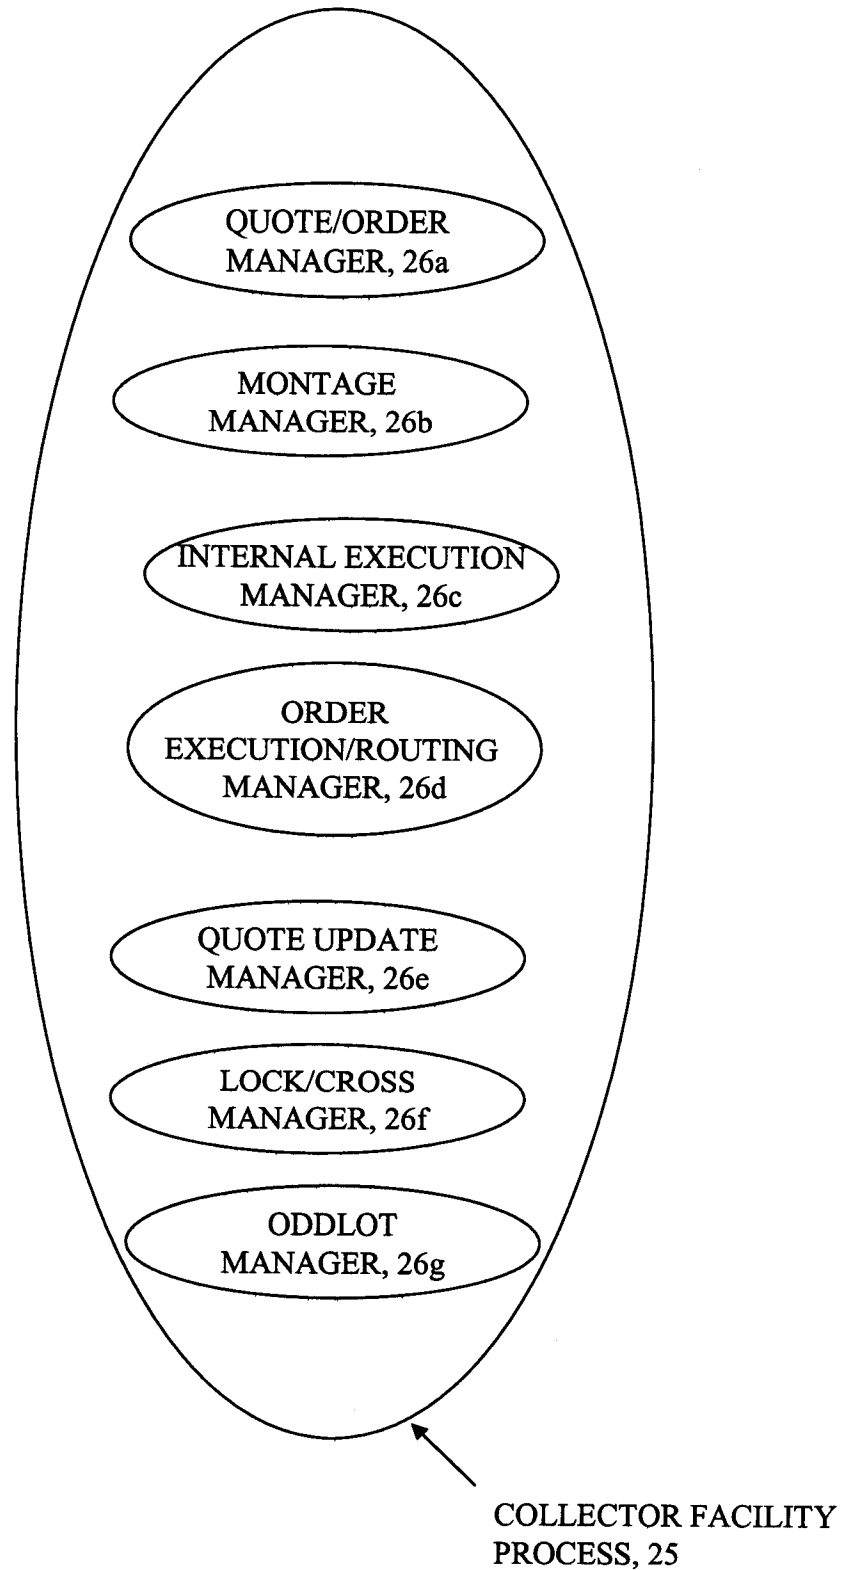 QUOTE/ORDER
MANAGER, 26a
MONTAGE
MANAGER, 26b
INTERNAL EXECUTION
MANAGER, 26c
ORDER
EXECUTION/ROUTING
MANAGER, 26d
QUOTE UPDATE
MANAGER, 26e
LOCK/CROSS
MANAGER, 26f
ODDLOT
MANAGER, 26g
COLLECTOR FACILITY
PROCESS, 25